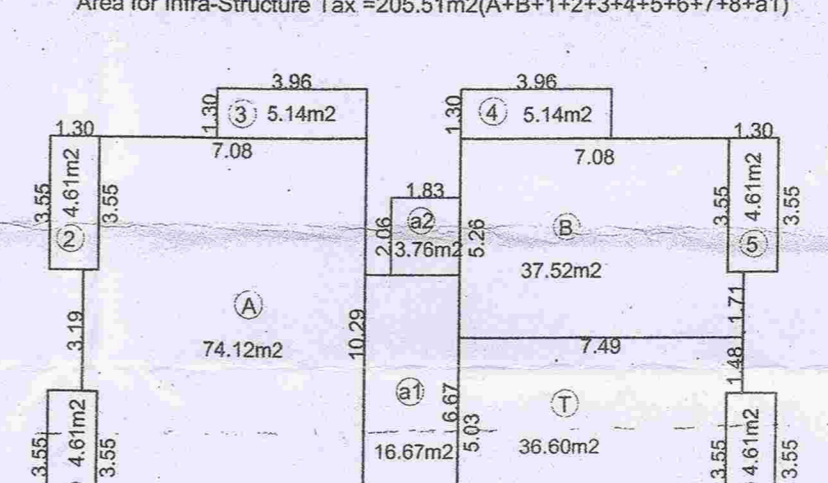 Area for Infra-Structure Tax =205.51m2(A+B+1+2+3+4+5+6+7+8+a1)
3.96
3.96
1.30
3
5.14m2
1.30
4
5.14m2
1.30
7.08
7.08
1.30
3.55
4.61m2
3.55
2
1.83
a2
2.06
3.76m2
5.26
B
37.52m2
3.55
4.61m2
3.55
5
A
74.12m2
3.19
10.29
1.71
7.49
1.48
a1
6.67
16.67m2
5.03
T
36.60m2
3.55
4.61m2
3.55
3.55
4.61m2
3.55